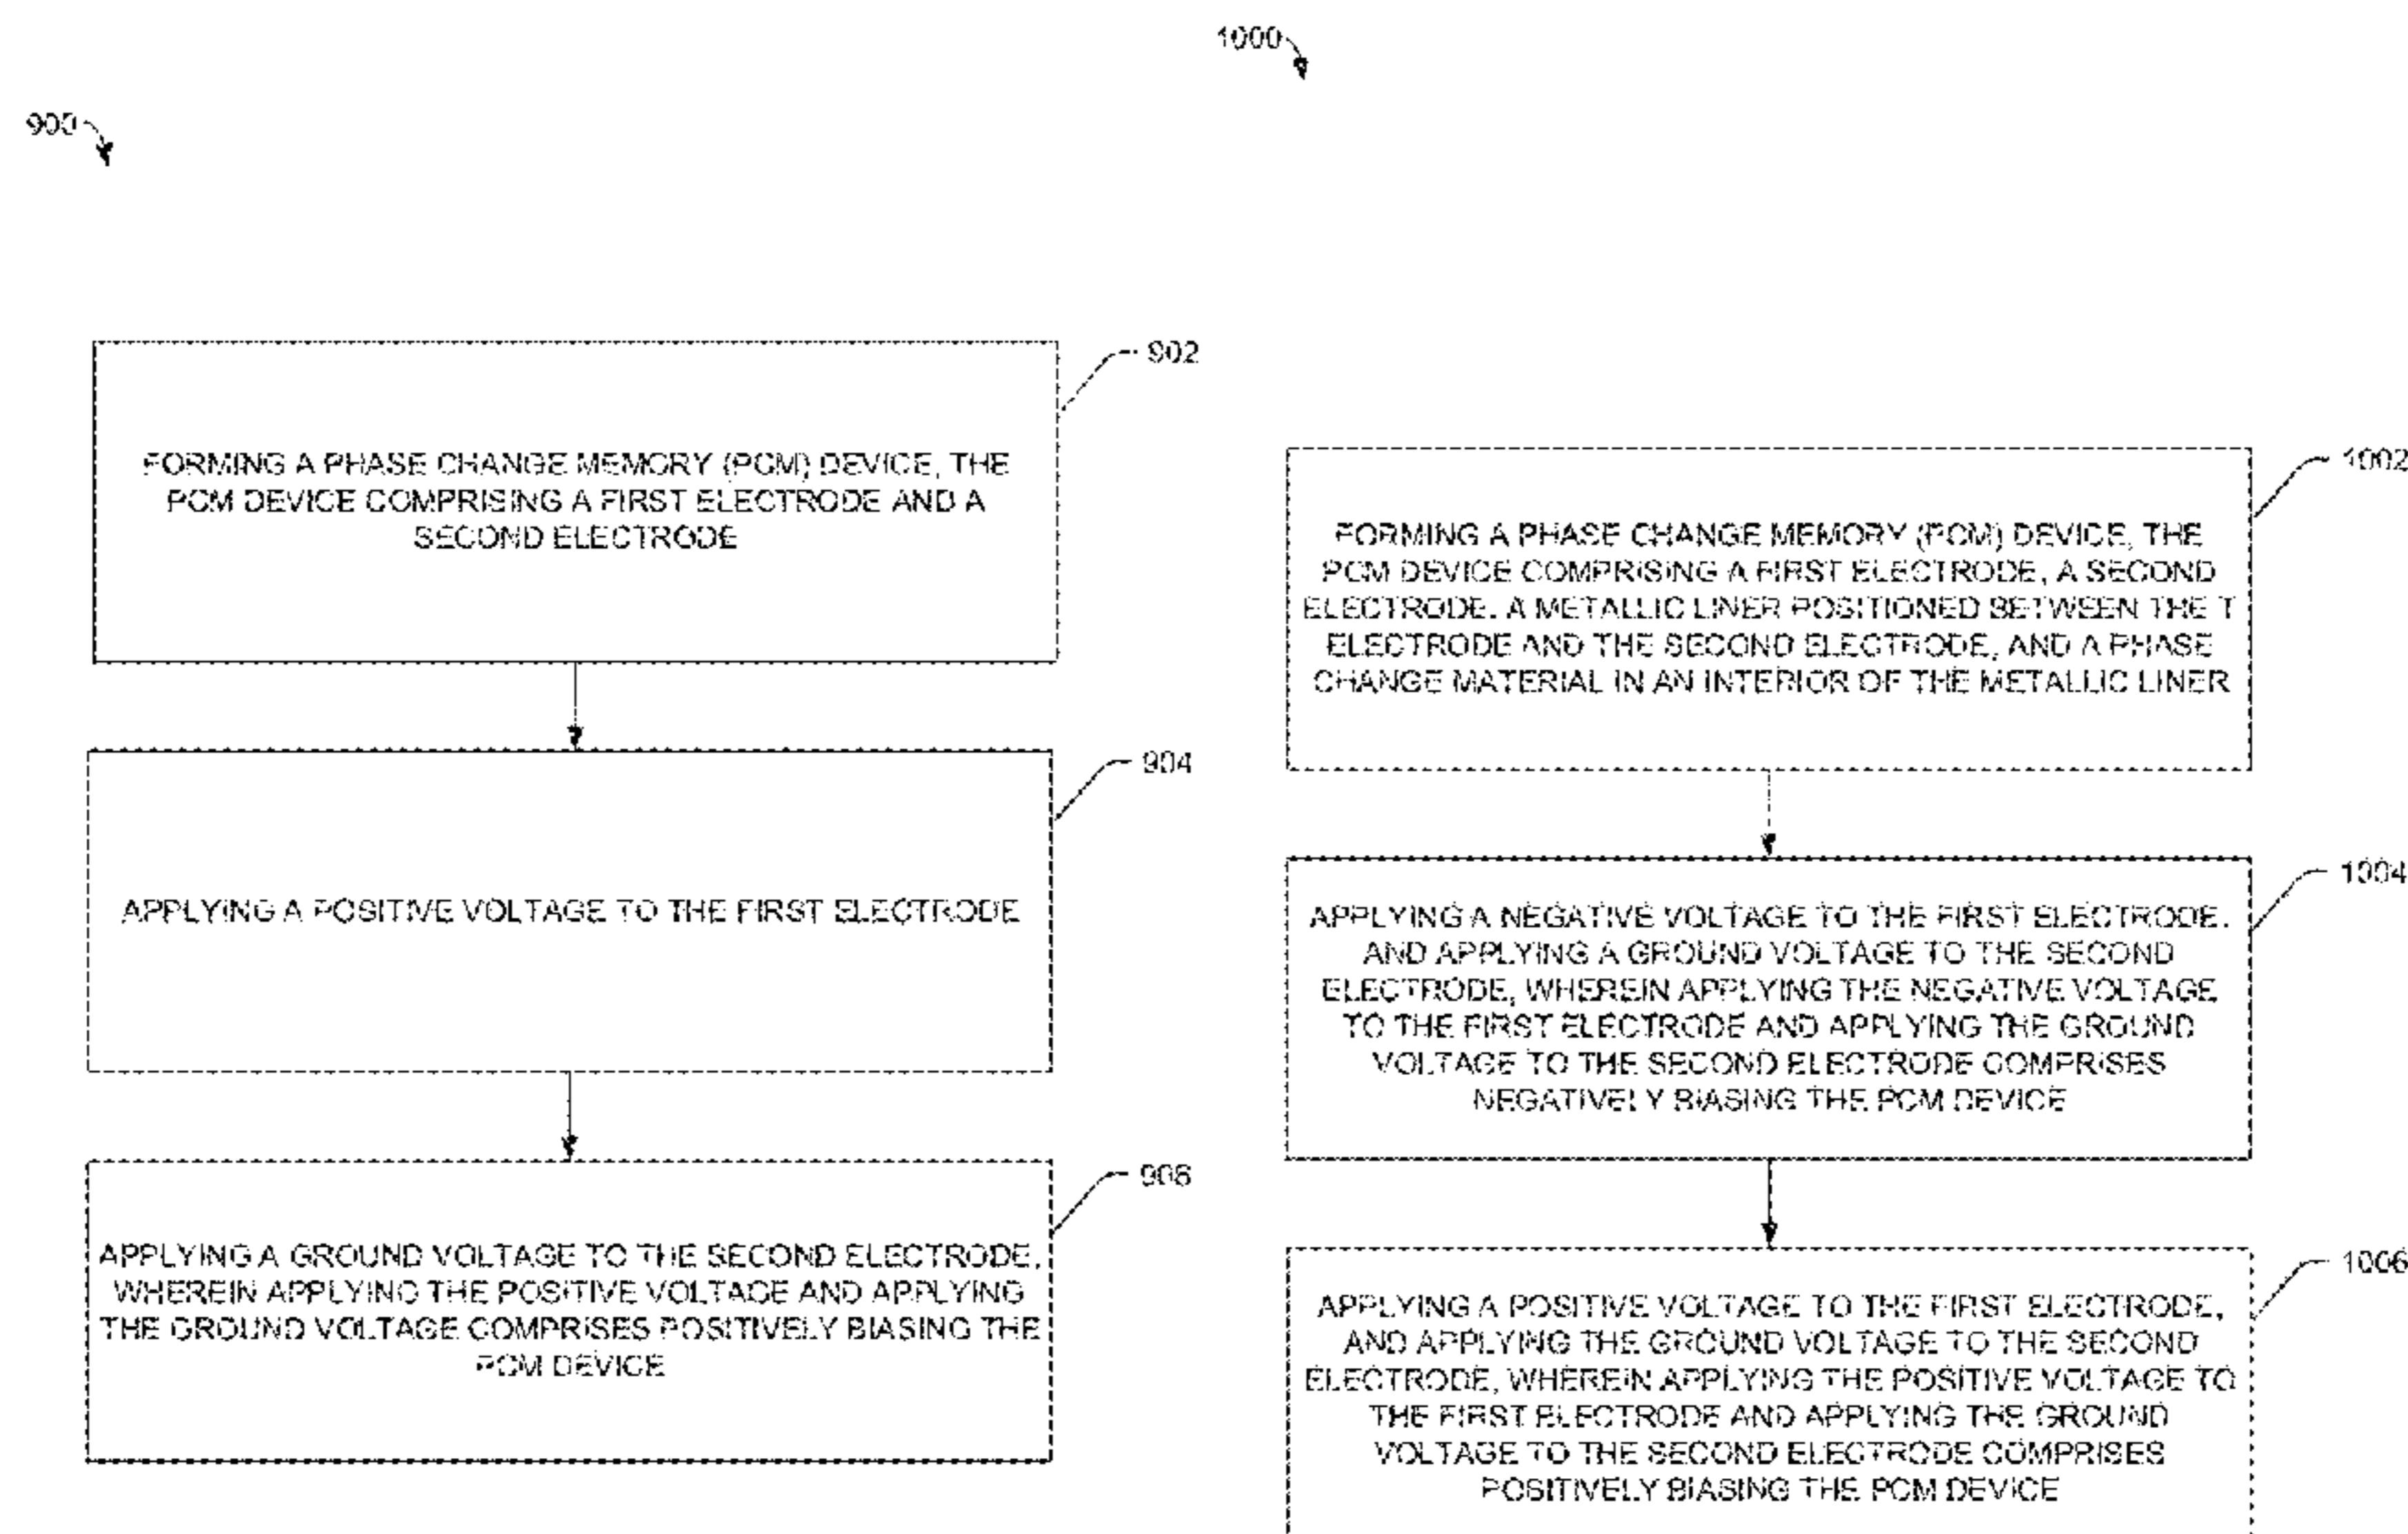 900
902
FORMING A PHASE CHANGE MEMORY (PCM) DEVICE, THE
PCM DEVICE COMPRISING A FIRST ELECTRODE AND A
SECOND ELECTRODE
904
APPLYING A POSITIVE VOLTAGE TO THE FIRST ELECTRODE
906
APPLYING A GROUND VOLTAGE TO THE SECOND ELECTRODE,
WHEREIN APPLYING THE POSITIVE VOLTAGE AND APPLYING
THE GROUND VOLTAGE COMPRISES POSITIVELY BIASING THE
PCM DEVICE
1000
1002
FORMING A PHASE CHANGE MEMORY (PCM) DEVICE, THE
PCM DEVICE COMPRISING A FIRST ELECTRODE, A SECOND
ELECTRODE, A METALLIC LINER POSITIONED BETWEEN THE T
ELECTRODE AND THE SECOND ELECTRODE, AND A PHASE
CHANGE MATERIAL IN AN INTERIOR OF THE METALLIC LINER
1004
APPLYING A NEGATIVE VOLTAGE TO THE FIRST ELECTRODE,
AND APPLYING A GROUND VOLTAGE TO THE SECOND
ELECTRODE, WHEREIN APPLYING THE NEGATIVE VOLTAGE
TO THE FIRST ELECTRODE AND APPLYING THE GROUND
VOLTAGE TO THE SECOND ELECTRODE COMPRISES
NEGATIVELY BIASING THE PCM DEVICE
1006
APPLYING A POSITIVE VOLTAGE TO THE FIRST ELECTRODE,
AND APPLYING THE GROUND VOLTAGE TO THE SECOND
ELECTRODE, WHEREIN APPLYING THE POSITIVE VOLTAGE TO
THE FIRST ELECTRODE AND APPLYING THE GROUND
VOLTAGE TO THE SECOND ELECTRODE COMPRISES
POSITIVELY BIASING THE PCM DEVICE